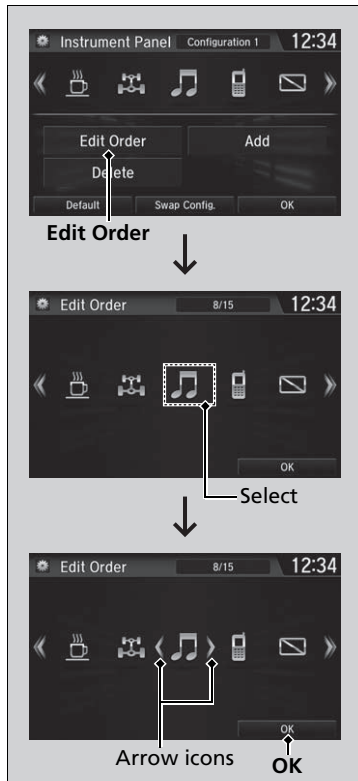 Instrument Panel Configuration 1 12:34
Edit Order Add
Delete
Default Swap Config. OK
Edit Order
Edit Order 8/15 12:34
OK
Select
Edit Order 8/15 12:34
OK
Arrow icons OK